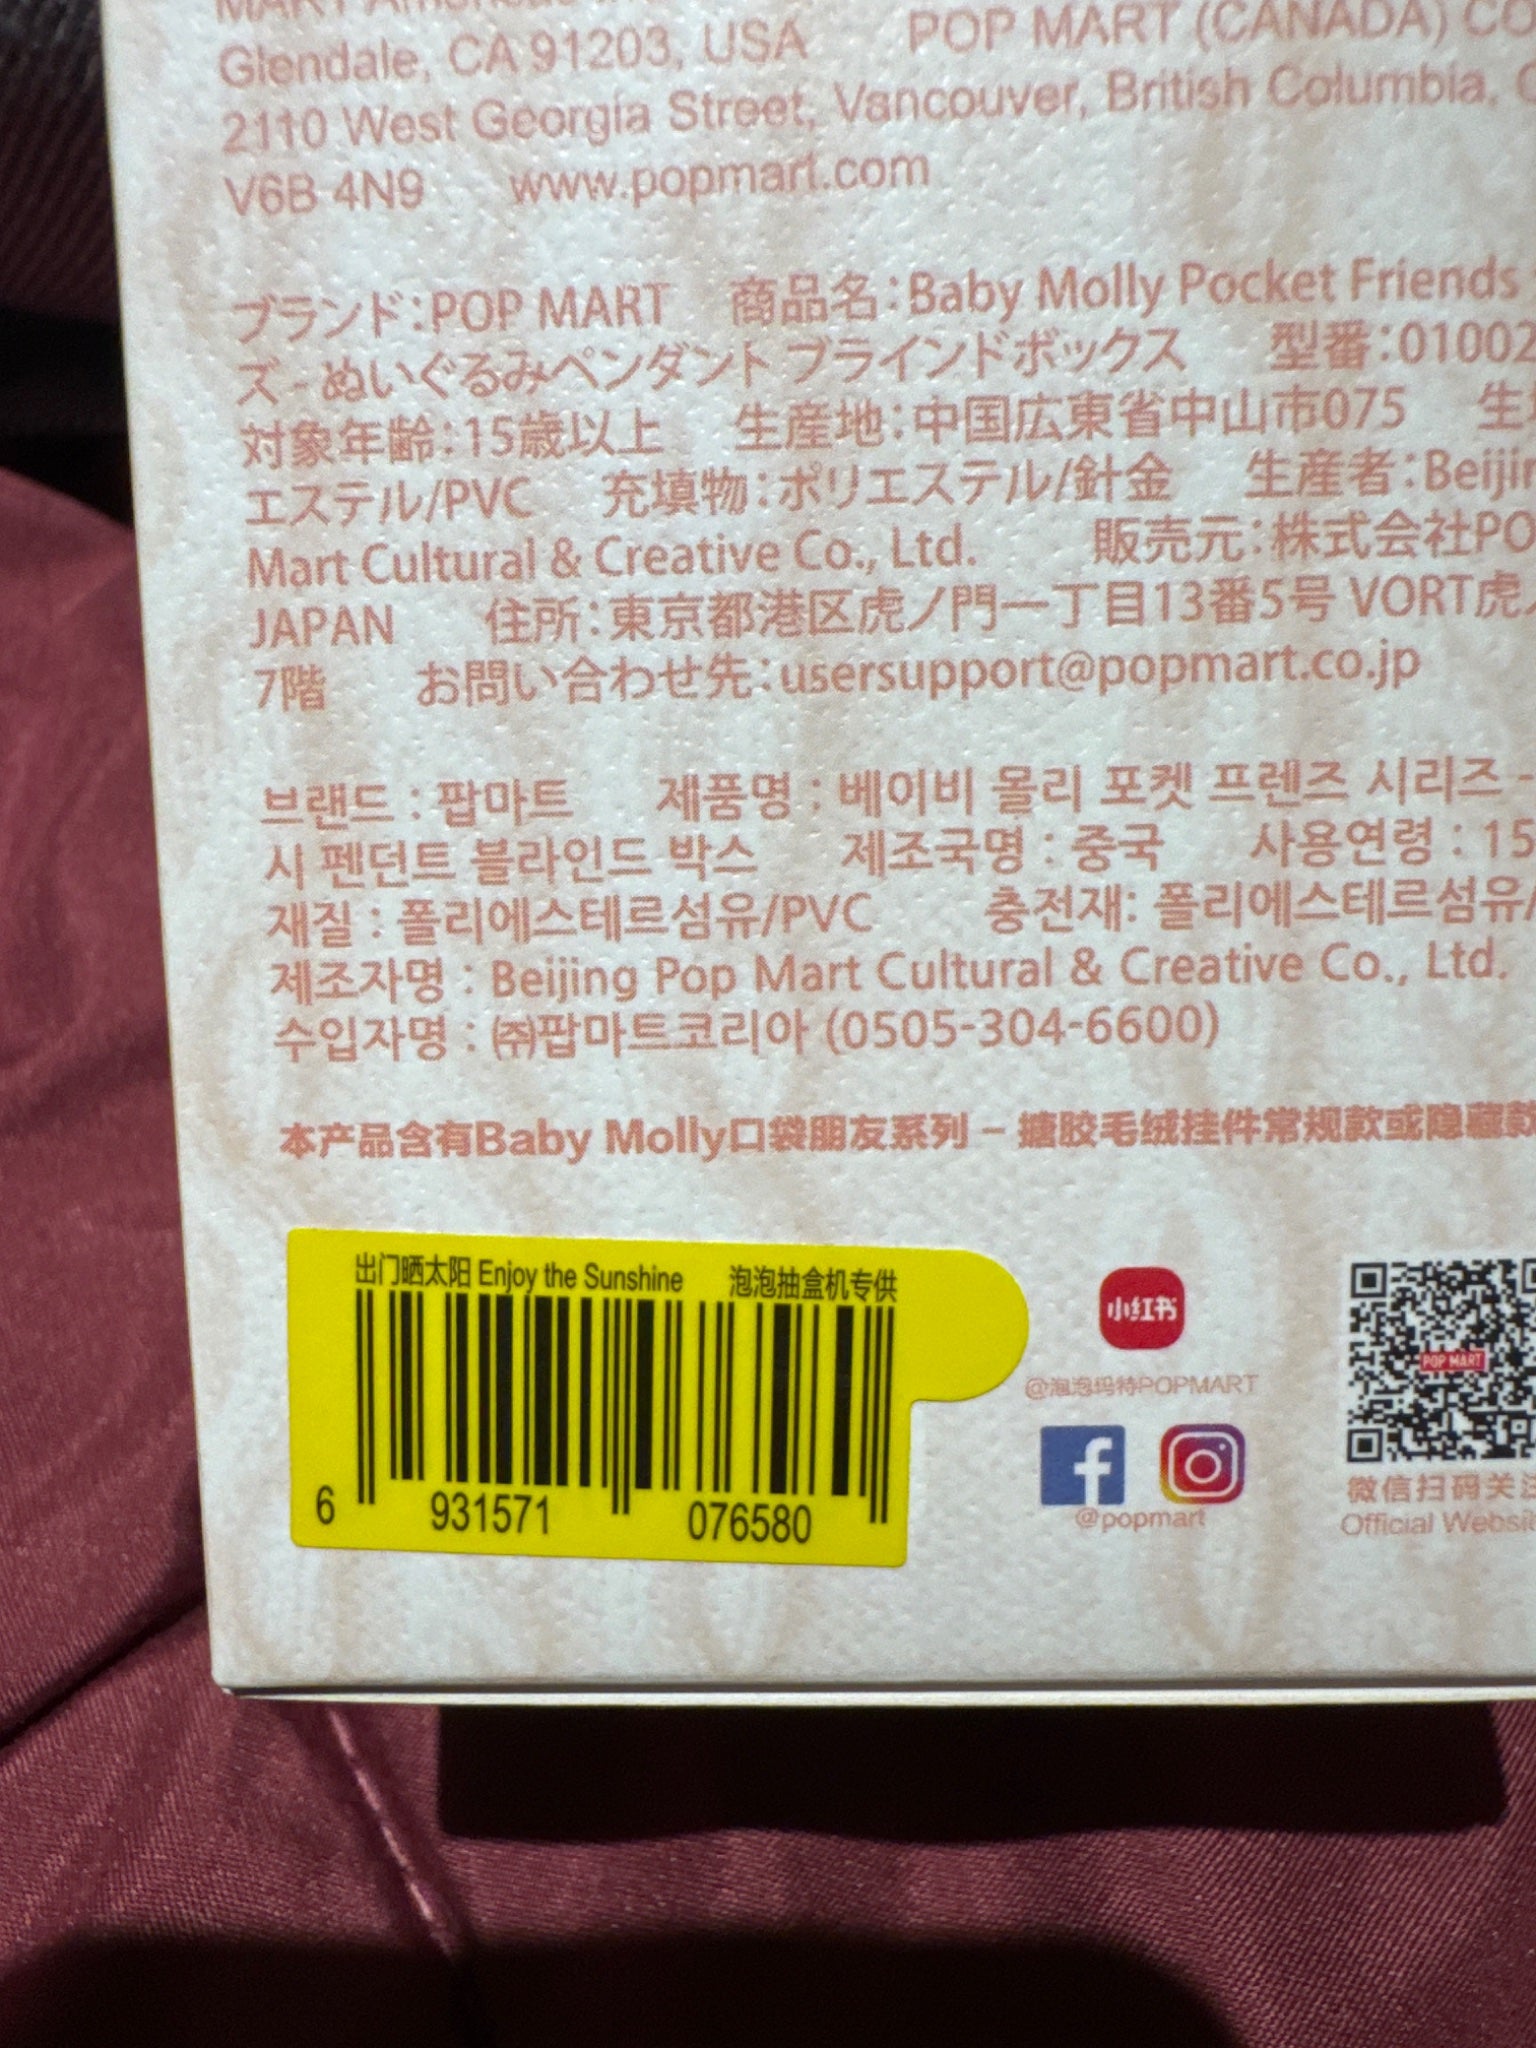 MART Americas
Glendale, CA 91203, USA POP MART (CANADA)
2110 West Georgia Street, Vancouver, British Columbia,
V6B 4N9 www.popmart.com
ブランド：POP MART 商品名：Baby Molly Pocket Friends
ズ - ぬいぐるみペンダント ブラインドボックス 型番：01002
対象年齢：15歳以上 生産地：中国広東省中山市075 生
エステル/PVC 充填物：ポリエステル/針金 生産者：Beijin
Mart Cultural & Creative Co., Ltd. 販売元：株式会社PO
JAPAN 住所：東京都港区虎ノ門一丁目13番5号 VORT虎ノ
7階 お問い合わせ先：usersupport@popmart.co.jp
브랜드 : 팝마트 제품명 : 베이비 몰리 포켓 프렌즈 시리즈 -
시 펜던트 블라인드 박스 제조국명 : 중국 사용연령 : 15
재질 : 폴리에스테르섬유/PVC 충전재: 폴리에스테르섬유/
제조자명 : Beijing Pop Mart Cultural & Creative Co., Ltd.
수입자명 : ㈜팝마트코리아 (0505-304-6600)
本产品含有Baby Molly口袋朋友系列 – 搪胶毛绒挂件常规款或隐藏款
出门晒太阳 Enjoy the Sunshine 泡泡抽盒机专供
6 931571 076580
小红书
@泡泡玛特POPMART
@popmart
POP MART
微信扫码关注
Official Website